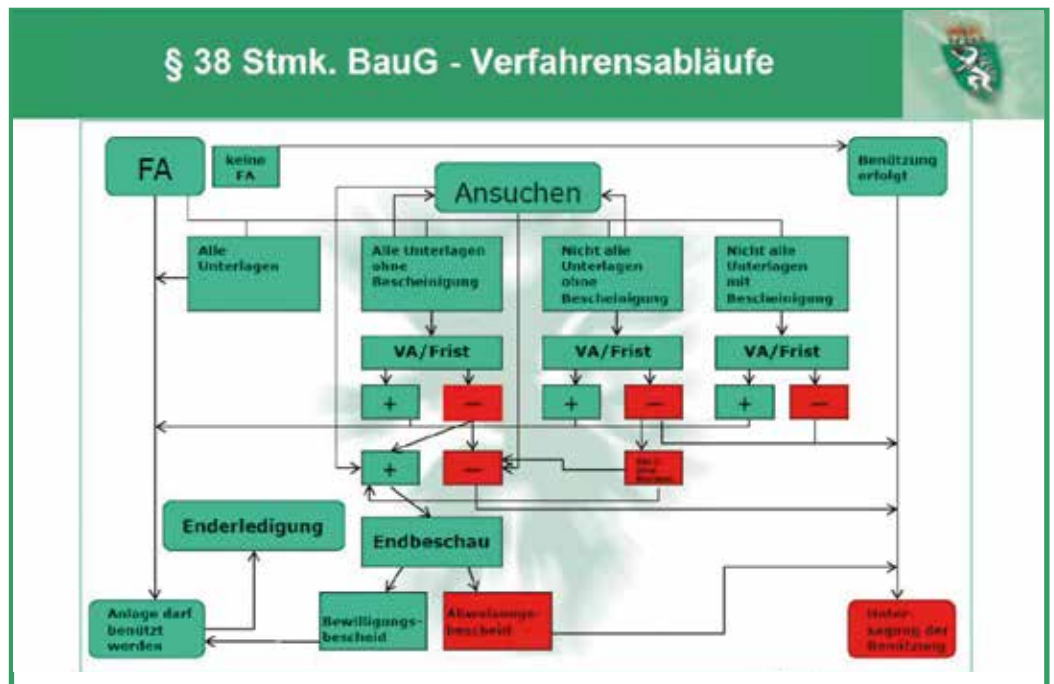 § 38 Stmk. BauG - Verfahrensabläufe
FA
keine
FA
Ansuchen
Benützung
erfolgt
Alle
Unterlagen
Alle Unterlagen
ohne
Bescheinigung
Nicht alle
Unterlagen
ohne
Bescheinigung
Nicht alle
Unterlagen
mit
Bescheinigung
VA/Frist
VA/Frist
VA/Frist
+
—
+
—
+
—
+
—
Enderledigung
Endbeschau
Anlage darf
benützt
werden
Bewilligungs-
bescheid
Abweisungs-
bescheid
Unter-
sagung der
Benützung